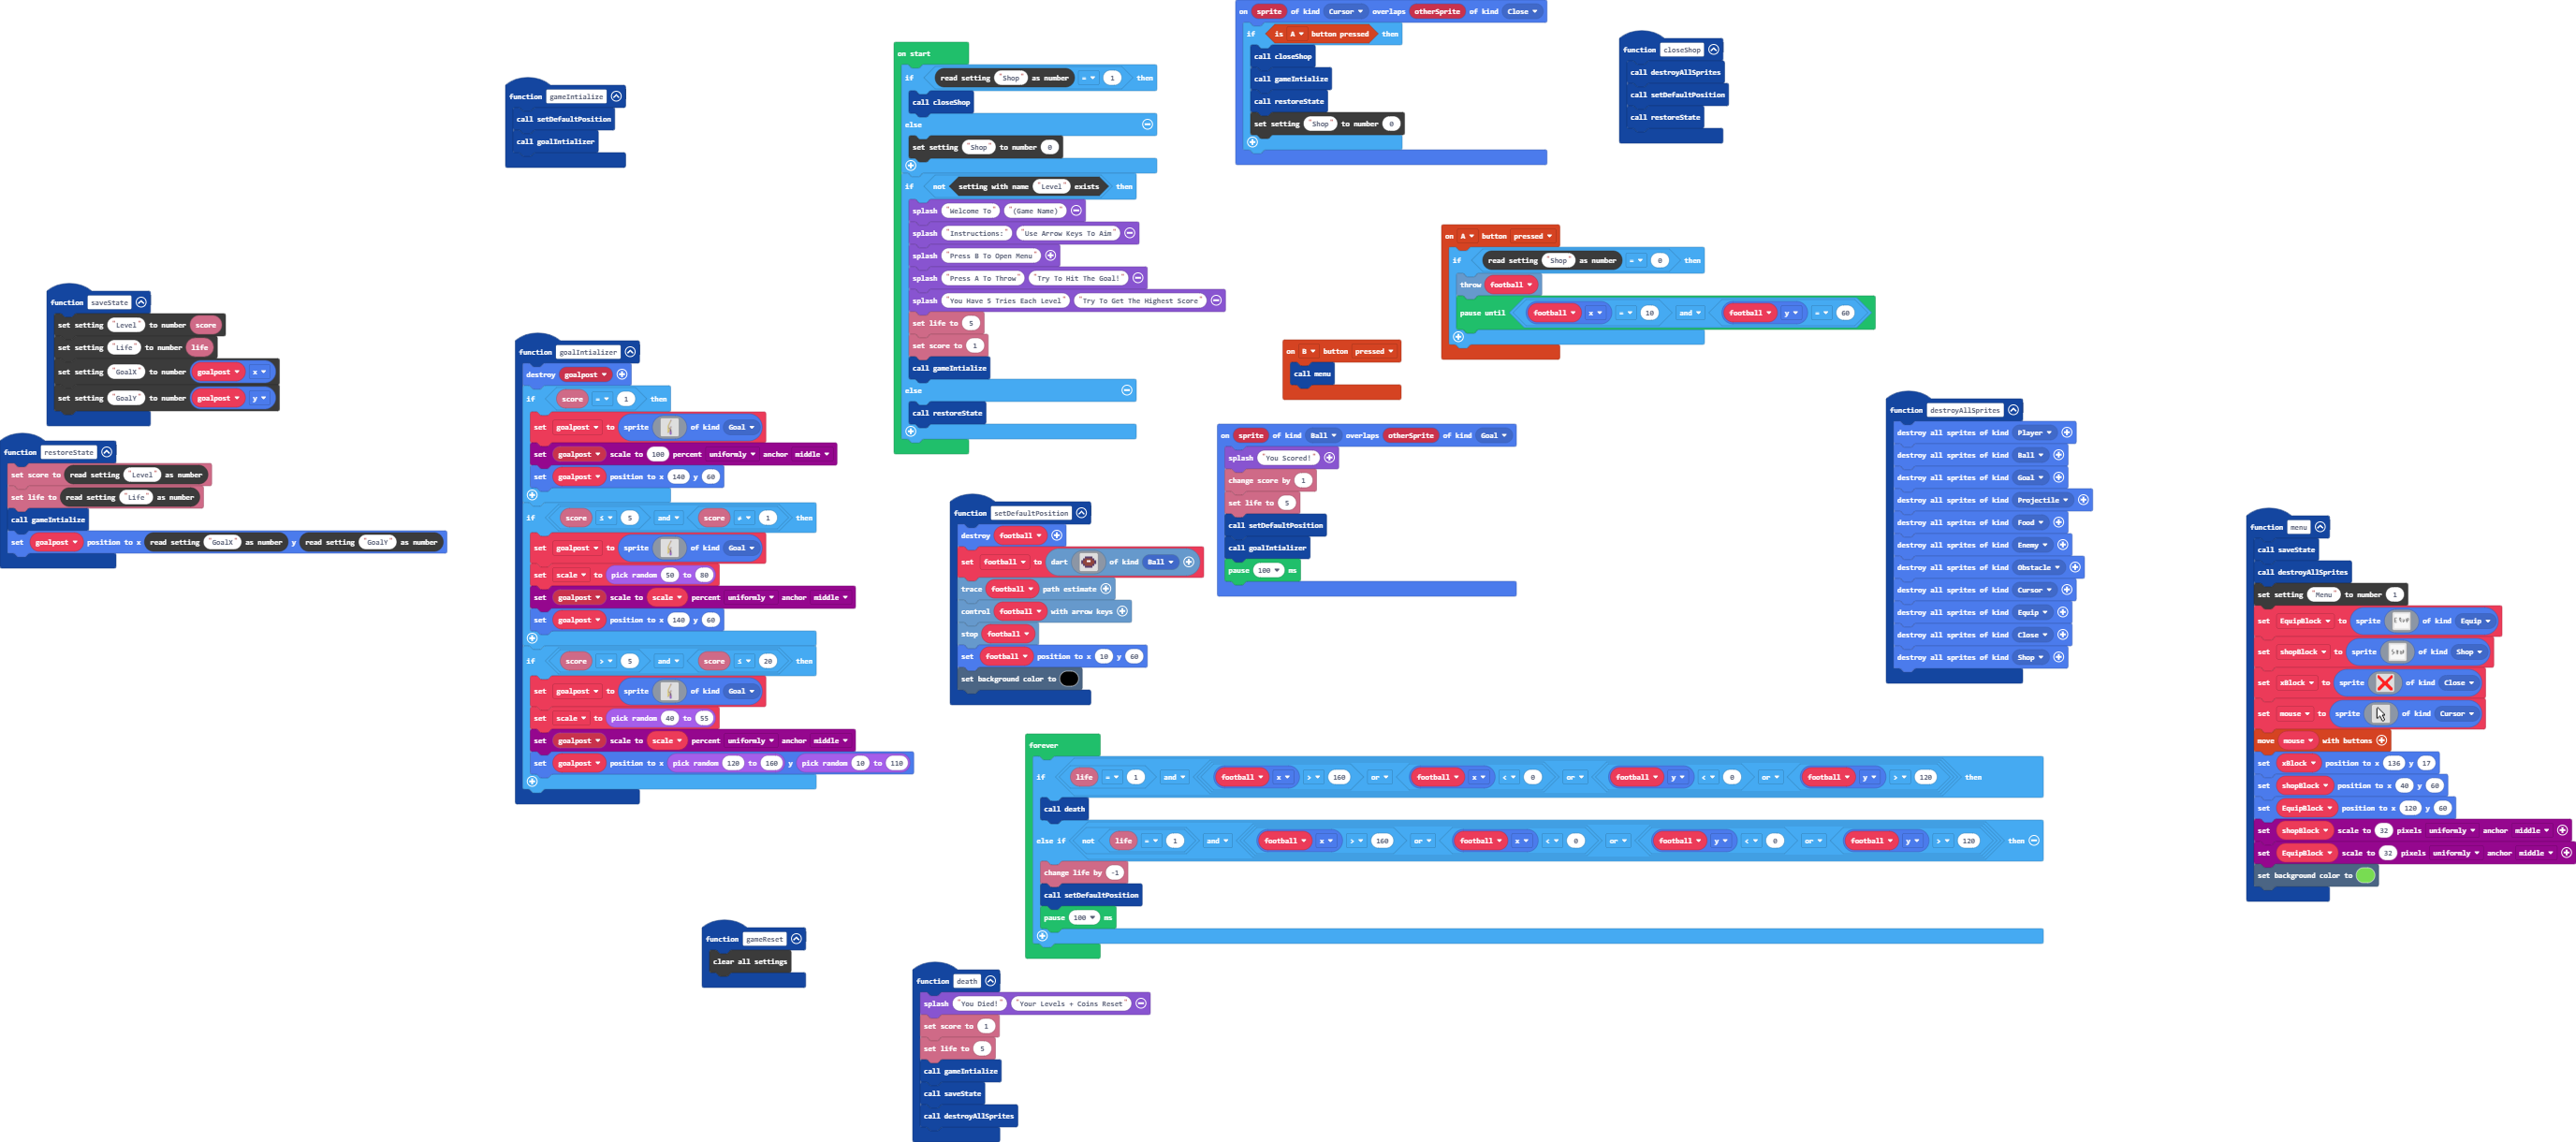 function gameIntialize
call setDefaultPosition
call goalIntializer
function saveState
set setting "Level" to number score
set setting "Life" to number life
set setting "GoalX" to number goalpost x
set setting "GoalY" to number goalpost y
function restoreState
set score to read setting "Level" as number
set life to read setting "Life" as number
call gameIntialize
set goalpost position to x read setting "GoalX" as number y read setting "GoalY" as number
function goalIntializer
destroy goalpost
if score = 1 then
set goalpost to sprite of kind Goal
set goalpost scale to 100 percent uniformly anchor middle
set goalpost position to x 140 y 60
if score ≤ 5 and score ≠ 1 then
set goalpost to sprite of kind Goal
set scale to pick random 50 to 80
set goalpost scale to scale percent uniformly anchor middle
set goalpost position to x 140 y 60
if score > 5 and score ≤ 20 then
set goalpost to sprite of kind Goal
set scale to pick random 40 to 55
set goalpost scale to scale percent uniformly anchor middle
set goalpost position to x pick random 120 to 160 y pick random 10 to 110
function gameReset
clear all settings
on start
if read setting "Shop" as number = 1 then
call closeShop
else
set setting "Shop" to number 0
if not setting with name "Level" exists then
splash "Welcome To" "(Game Name)"
splash "Instructions:" "Use Arrow Keys To Aim"
splash "Press B To Open Menu"
splash "Press A To Throw" "Try To Hit The Goal!"
splash "You Have 5 Tries Each Level" "Try To Get The Highest Score"
set life to 5
set score to 1
call gameIntialize
else
call restoreState
function setDefaultPosition
destroy football
set football to dart of kind Ball
trace football path estimate
control football with arrow keys
stop football
set football position to x 10 y 60
set background color to
function death
splash "You Died!" "Your Levels + Coins Reset"
set score to 1
set life to 5
call gameIntialize
call saveState
call destroyAllSprites
on sprite of kind Cursor overlaps otherSprite of kind Close
if is A button pressed then
call closeShop
call gameIntialize
call restoreState
set setting "Shop" to number 0
function closeShop
call destroyAllSprites
call setDefaultPosition
call restoreState
on A button pressed
if read setting "Shop" as number = 0 then
throw football
pause until football x = 10 and football y = 60
on B button pressed
call menu
on sprite of kind Ball overlaps otherSprite of kind Goal
splash "You Scored!"
change score by 1
set life to 5
call setDefaultPosition
call goalIntializer
pause 100 ms
forever
if life = 1 and football x > 160 or football x < 0 or football y < 0 or football y > 120 then
call death
else if not life = 1 and football x > 160 or football x < 0 or football y < 0 or football y > 120 then
change life by -1
call setDefaultPosition
pause 100 ms
function destroyAllSprites
destroy all sprites of kind Player
destroy all sprites of kind Ball
destroy all sprites of kind Goal
destroy all sprites of kind Projectile
destroy all sprites of kind Food
destroy all sprites of kind Enemy
destroy all sprites of kind Obstacle
destroy all sprites of kind Cursor
destroy all sprites of kind Equip
destroy all sprites of kind Close
destroy all sprites of kind Shop
function menu
call saveState
call destroyAllSprites
set setting "Menu" to number 1
set EquipBlock to sprite of kind Equip
set shopBlock to sprite of kind Shop
set xBlock to sprite of kind Close
set mouse to sprite of kind Cursor
move mouse with buttons
set xBlock position to x 136 y 17
set shopBlock position to x 40 y 60
set EquipBlock position to x 120 y 60
set shopBlock scale to 32 pixels uniformly anchor middle
set EquipBlock scale to 32 pixels uniformly anchor middle
set background color to